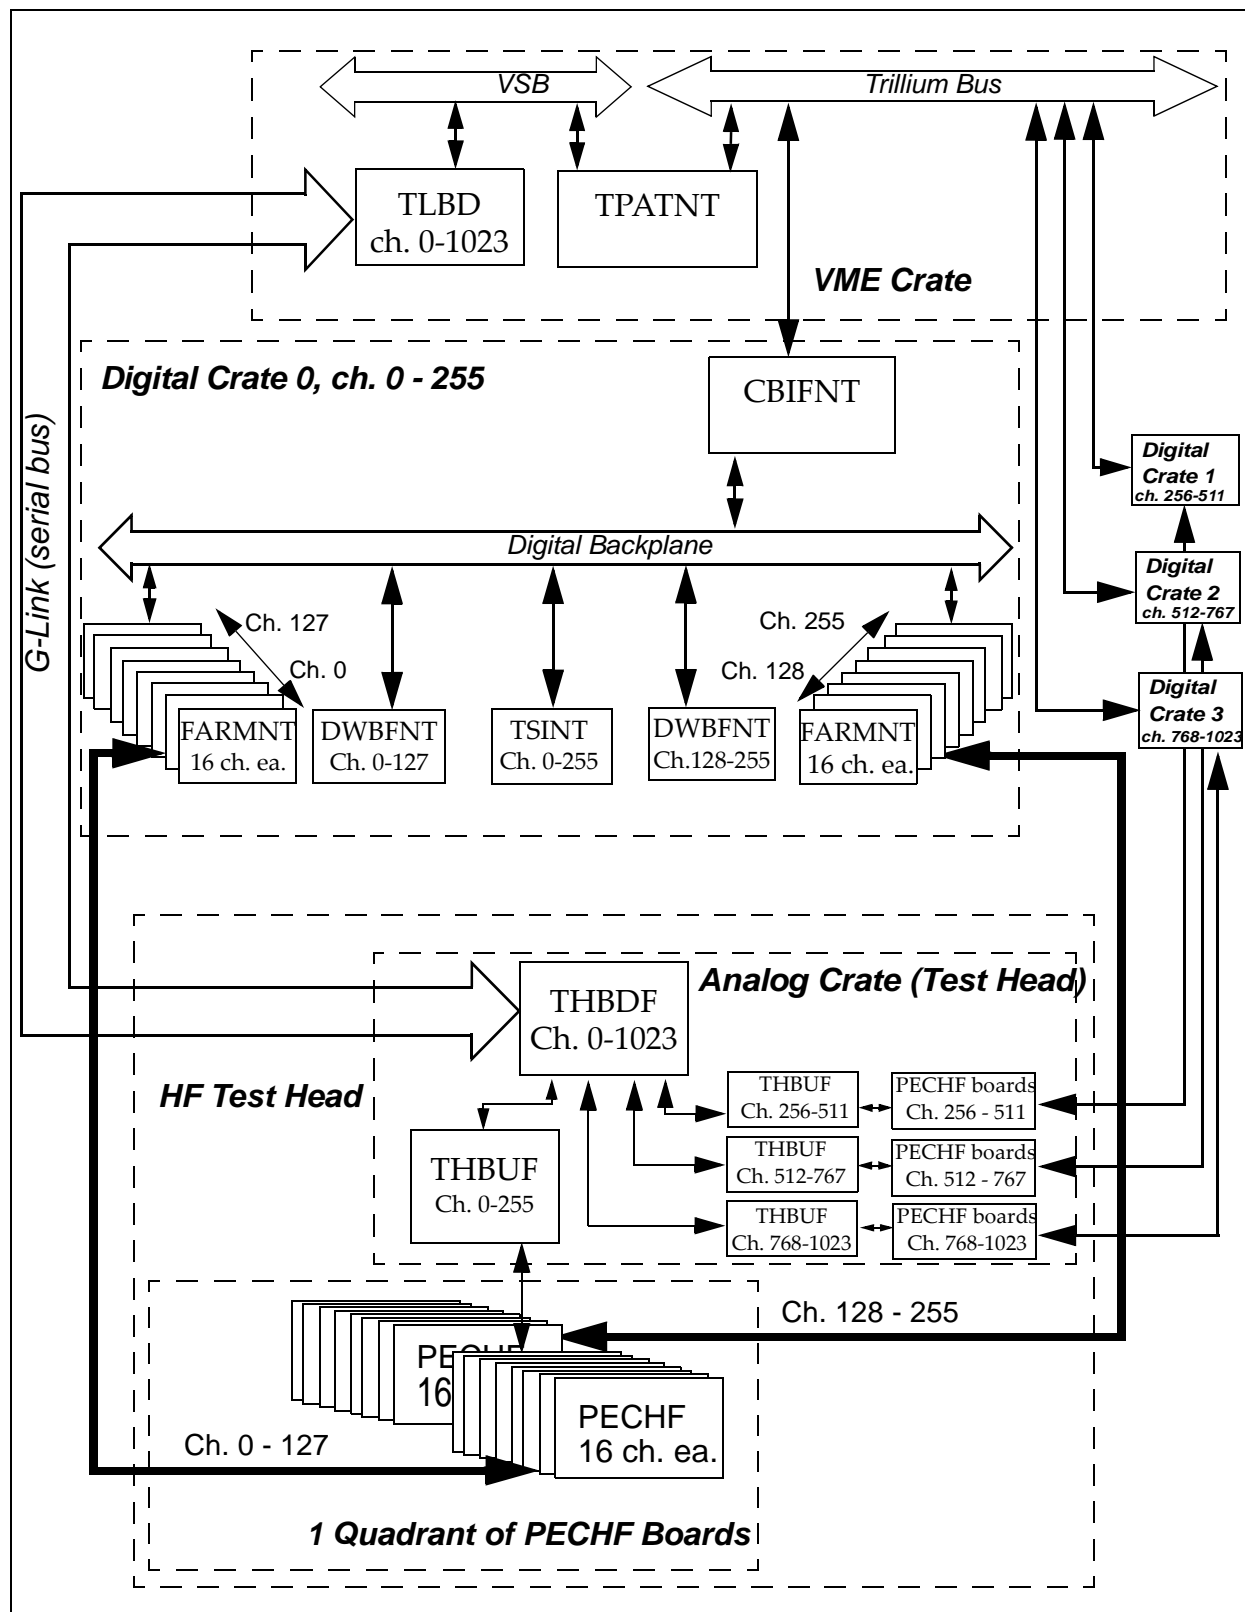 VSB
Trillium Bus
TLBD
ch. 0-1023
TPATNT
VME Crate
Digital Crate 0, ch. 0 - 255
CBIFNT
G-Link (serial bus)
Digital
Crate 1
ch. 256-511
Digital Backplane
Digital
Crate 2
ch. 512-767
Ch. 127
Ch. 0
Ch. 255
Ch. 128
Digital
Crate 3
ch. 768-1023
FARMNT
16 ch. ea.
DWBFNT
Ch. 0-127
TSINT
Ch. 0-255
DWBFNT
Ch.128-255
FARMNT
16 ch. ea.
Analog Crate (Test Head)
THBDF
Ch. 0-1023
HF Test Head
THBUF
Ch. 256-511
PECHF boards
Ch. 256 - 511
THBUF
Ch. 0-255
THBUF
Ch. 512-767
PECHF boards
Ch. 512 - 767
THBUF
Ch. 768-1023
PECHF boards
Ch. 768-1023
Ch. 128 - 255
PECHF
16
PECHF
16 ch. ea.
Ch. 0 - 127
1 Quadrant of PECHF Boards